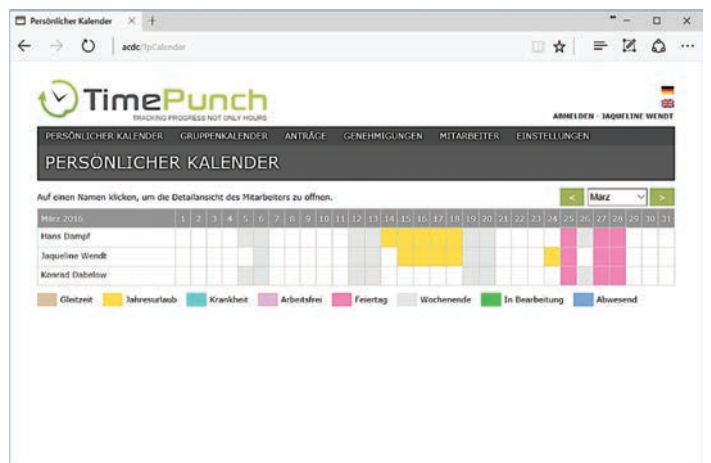 Persönlicher Kalender
acdc/TpCalendar
TimePunch
TRACKING PROGRESS NOT ONLY HOURS
ABMELDEN - JAQUELINE WENDT
PERSÖNLICHER KALENDER GRUPPENKALENDER ANTRÄGE GENEHMIGUNGEN MITARBEITER EINSTELLUNGEN
PERSÖNLICHER KALENDER
Auf einen Namen klicken, um die Detailansicht des Mitarbeiters zu öffnen. < März >
März 2016 1 2 3 4 5 6 7 8 9 10 11 12 13 14 15 16 17 18 19 20 21 22 23 24 25 26 27 28 29 30 31
Hans Dampf
Jaqueline Wendt
Konrad Dabelow
Gleitzeit Jahresurlaub Krankheit Arbeitsfrei Feiertag Wochenende In Bearbeitung Abwesend